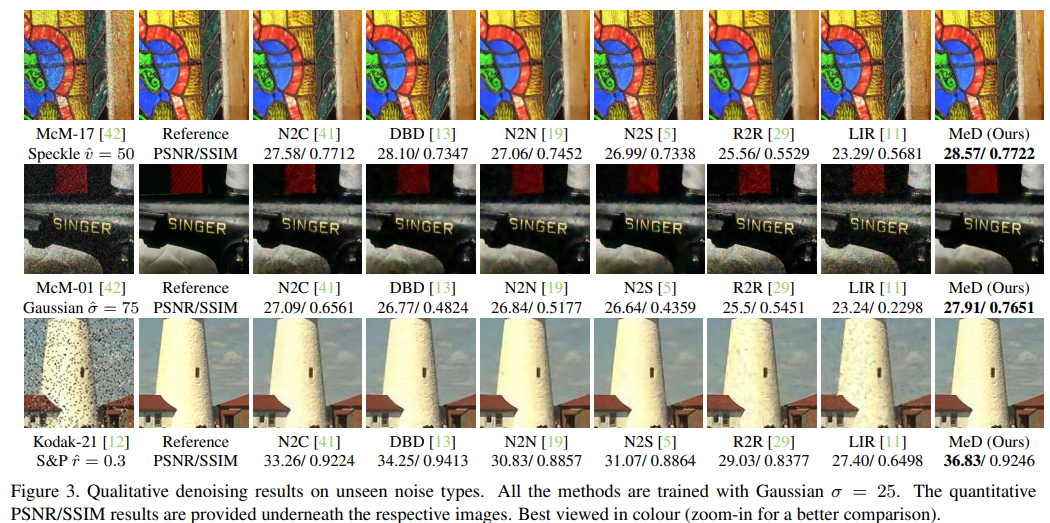 SINGER SINGER SINGER SINGER SINGER SINGER SINGER SINGER SINGER
McM-17 [42] Reference N2C [41] DBD [13] N2N [19] N2S [5] R2R [29] LIR [11] MeD (Ours)
Speckle v̂ = 50 PSNR/SSIM 27.58/ 0.7712 28.10/ 0.7347 27.06/ 0.7452 26.99/ 0.7338 25.56/ 0.5529 23.29/ 0.5681 28.57/ 0.7722
McM-01 [42] Reference N2C [41] DBD [13] N2N [19] N2S [5] R2R [29] LIR [11] MeD (Ours)
Gaussian σ̂ = 75 PSNR/SSIM 27.09/ 0.6561 26.77/ 0.4824 26.84/ 0.5177 26.64/ 0.4359 25.5/ 0.5451 23.24/ 0.2298 27.91/ 0.7651
Kodak-21 [12] Reference N2C [41] DBD [13] N2N [19] N2S [5] R2R [29] LIR [11] MeD (Ours)
S&P r̂ = 0.3 PSNR/SSIM 33.26/ 0.9224 34.25/ 0.9413 30.83/ 0.8857 31.07/ 0.8864 29.03/ 0.8377 27.40/ 0.6498 36.83/ 0.9246
Figure 3. Qualitative denoising results on unseen noise types. All the methods are trained with Gaussian σ = 25. The quantitative
PSNR/SSIM results are provided underneath the respective images. Best viewed in colour (zoom-in for a better comparison).